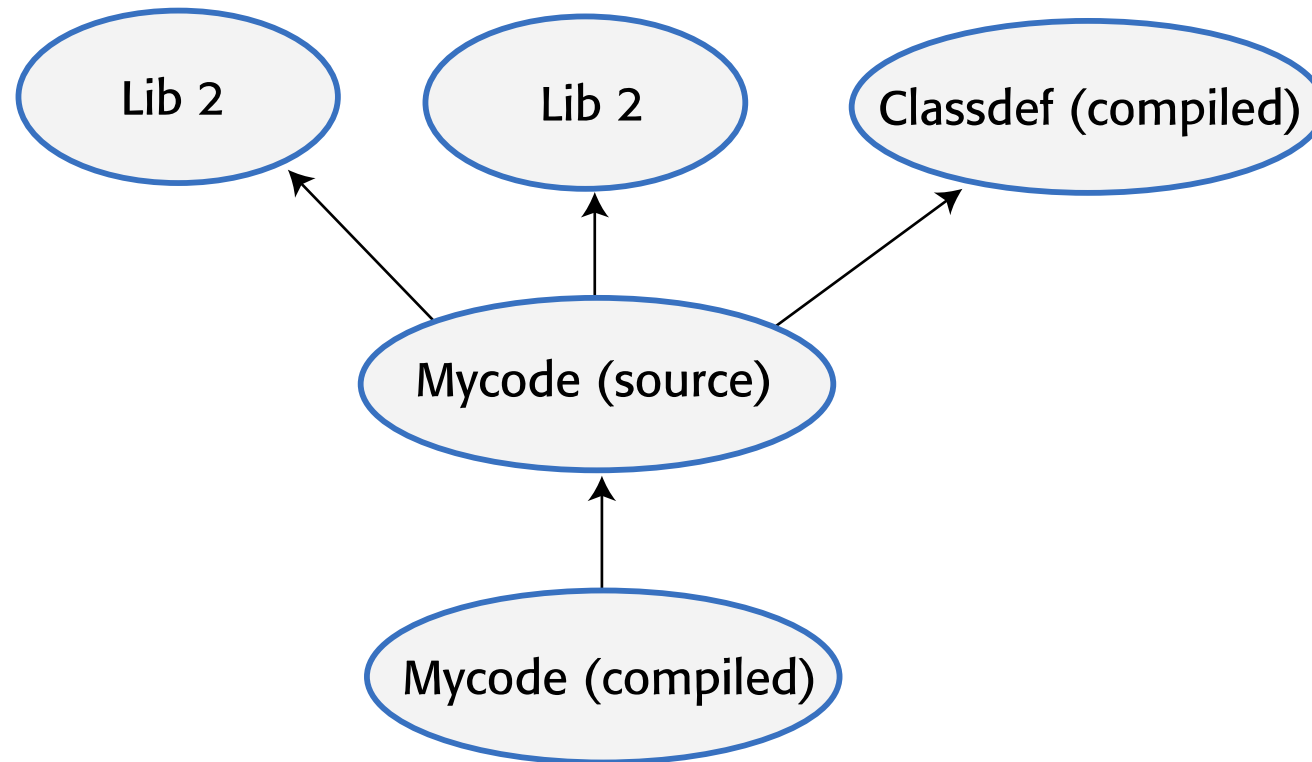 Lib 2
Lib 2
Classdef (compiled)
Mycode (source)
Mycode (compiled)